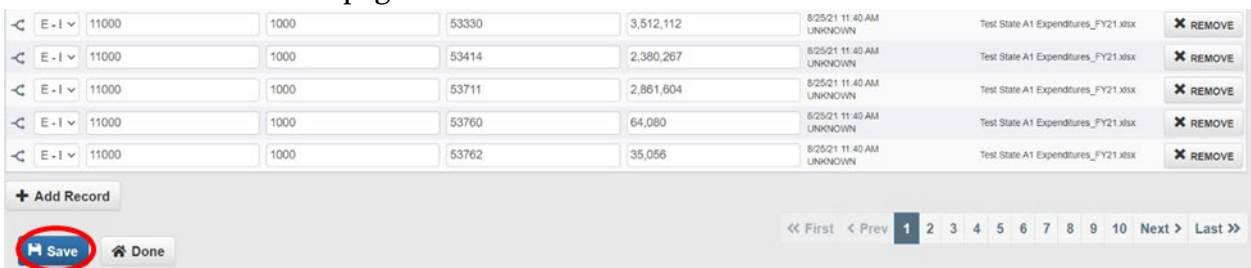 E - I 11000 1000 53330 3,512,112 8/25/21 11:40 AM UNKNOWN Test State A1 Expenditures_FY21.xlsx ✖ REMOVE
E - I 11000 1000 53414 2,380,267 8/25/21 11:40 AM UNKNOWN Test State A1 Expenditures_FY21.xlsx ✖ REMOVE
E - I 11000 1000 53711 2,861,604 8/25/21 11:40 AM UNKNOWN Test State A1 Expenditures_FY21.xlsx ✖ REMOVE
E - I 11000 1000 53760 64,080 8/25/21 11:40 AM UNKNOWN Test State A1 Expenditures_FY21.xlsx ✖ REMOVE
E - I 11000 1000 53762 35,056 8/25/21 11:40 AM UNKNOWN Test State A1 Expenditures_FY21.xlsx ✖ REMOVE
+ Add Record
« First < Prev 1 2 3 4 5 6 7 8 9 10 Next > Last »
Save Done